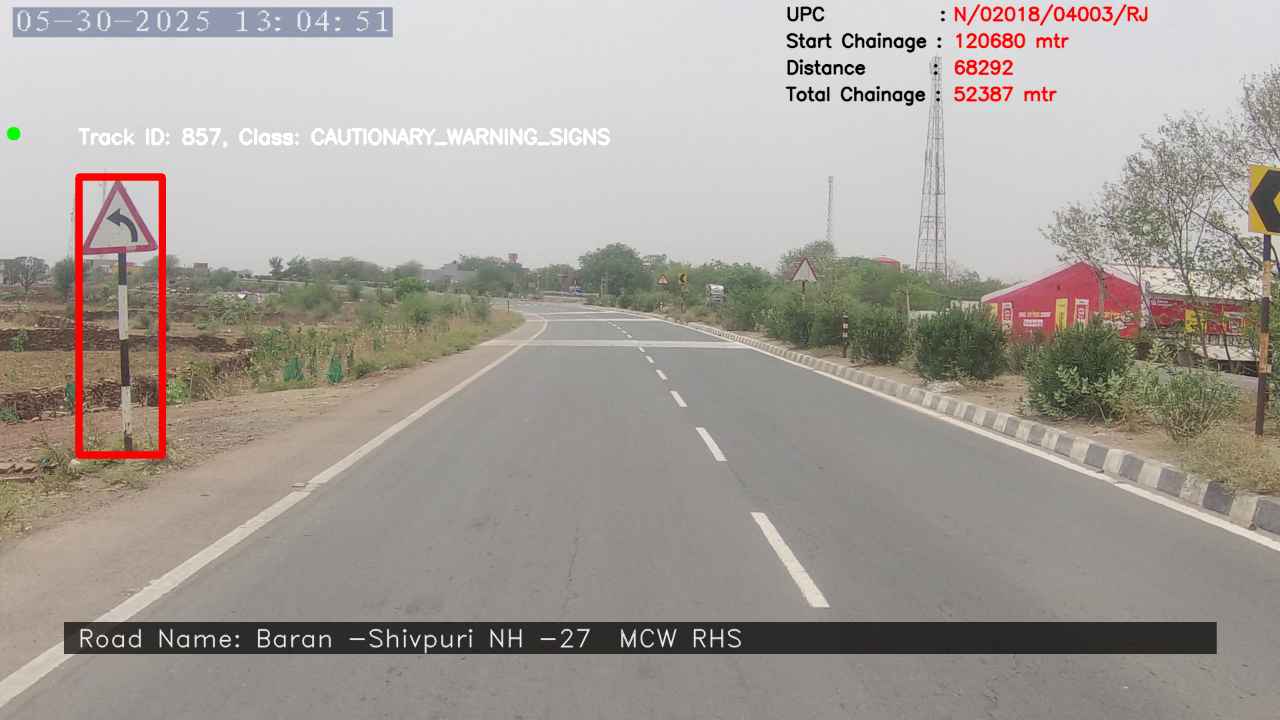 05-30-2025 13:04:51
UPC : N/02018/04003/RJ
Start Chainage : 120680 mtr
Distance : 68292
Total Chainage : 52387 mtr
Track ID: 857, Class: CAUTIONARY_WARNING_SIGNS
Road Name: Baran -Shivpuri NH -27 MCW RHS